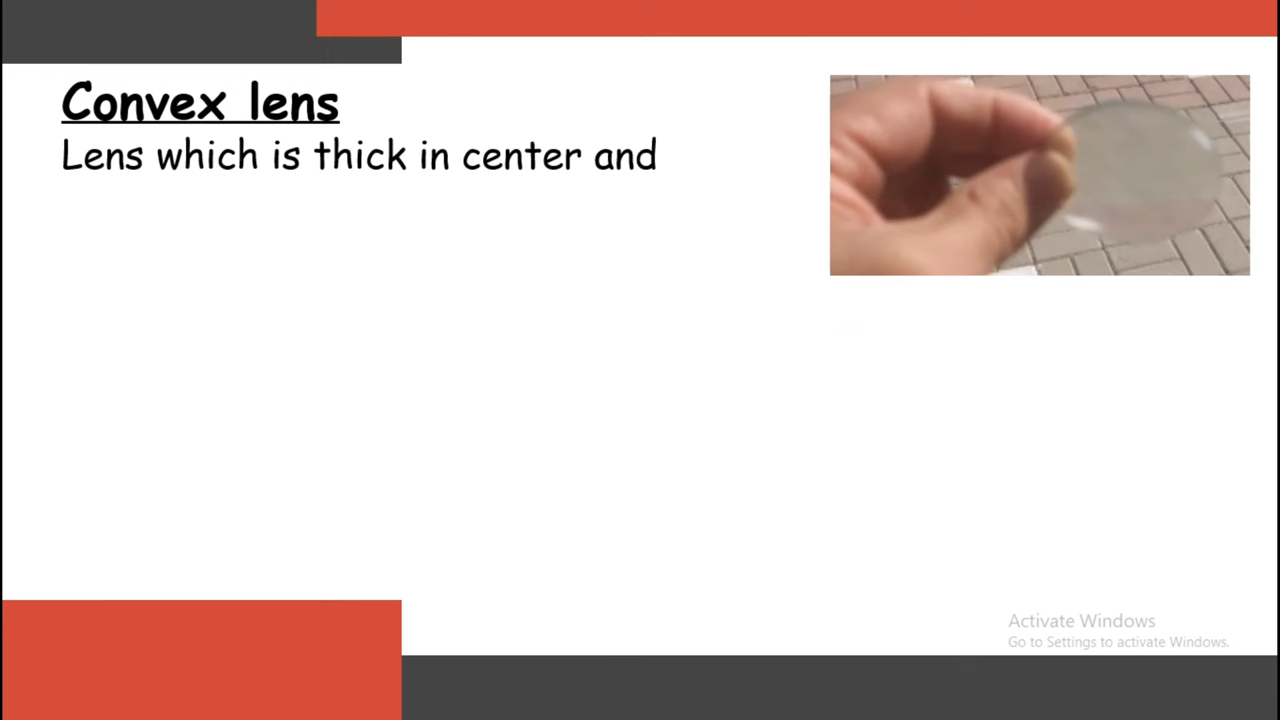 Convex lens
Lens which is thick in center and
Activate Windows
Go to Settings to activate Windows.